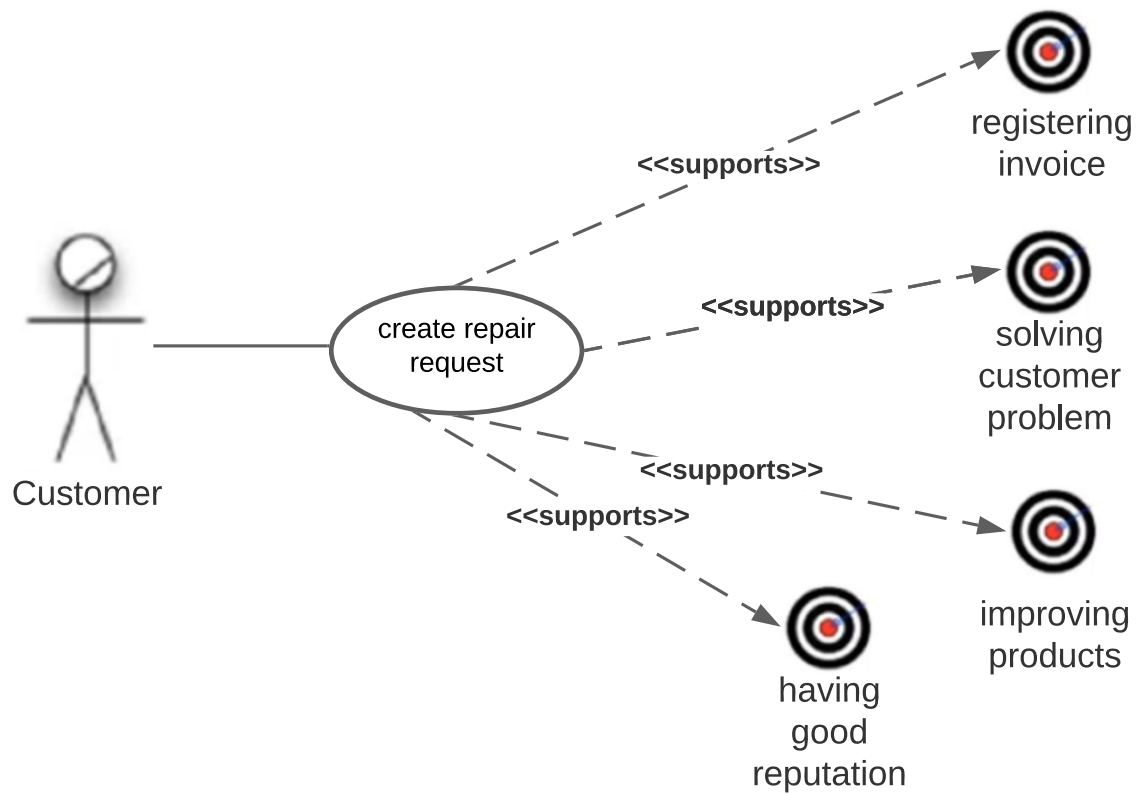 registering
invoice
<<supports>>
solving
customer
problem
<<supports>>
create repair
request
Customer
<<supports>>
<<supports>>
improving
products
having
good
reputation